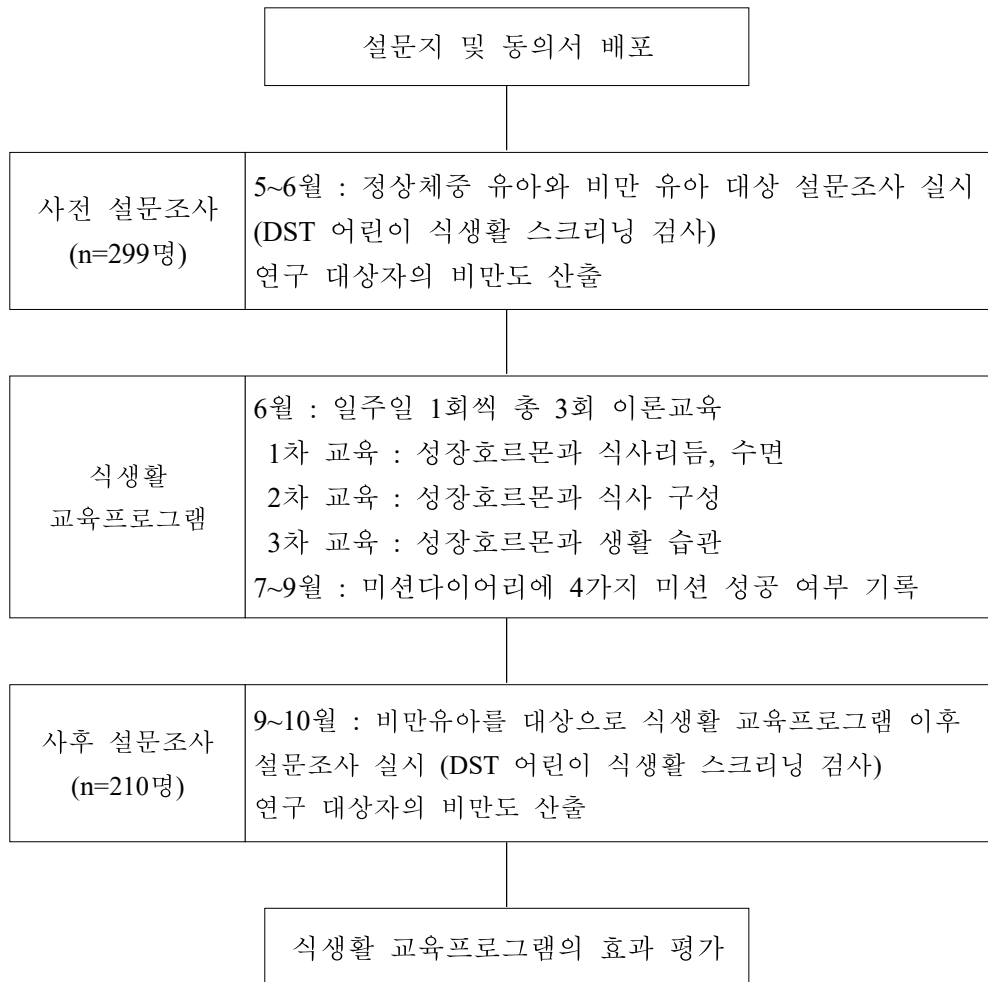 설문지 및 동의서 배포
사전 설문조사
(n=299명)
5~6월 : 정상체중 유아와 비만 유아 대상 설문조사 실시
(DST 어린이 식생활 스크리닝 검사)
연구 대상자의 비만도 산출
식생활
교육프로그램
6월 : 일주일 1회씩 총 3회 이론교육
1차 교육 : 성장호르몬과 식사리듬, 수면
2차 교육 : 성장호르몬과 식사 구성
3차 교육 : 성장호르몬과 생활 습관
7~9월 : 미션다이어리에 4가지 미션 성공 여부 기록
사후 설문조사
(n=210명)
9~10월 : 비만유아를 대상으로 식생활 교육프로그램 이후
설문조사 실시 (DST 어린이 식생활 스크리닝 검사)
연구 대상자의 비만도 산출
식생활 교육프로그램의 효과 평가